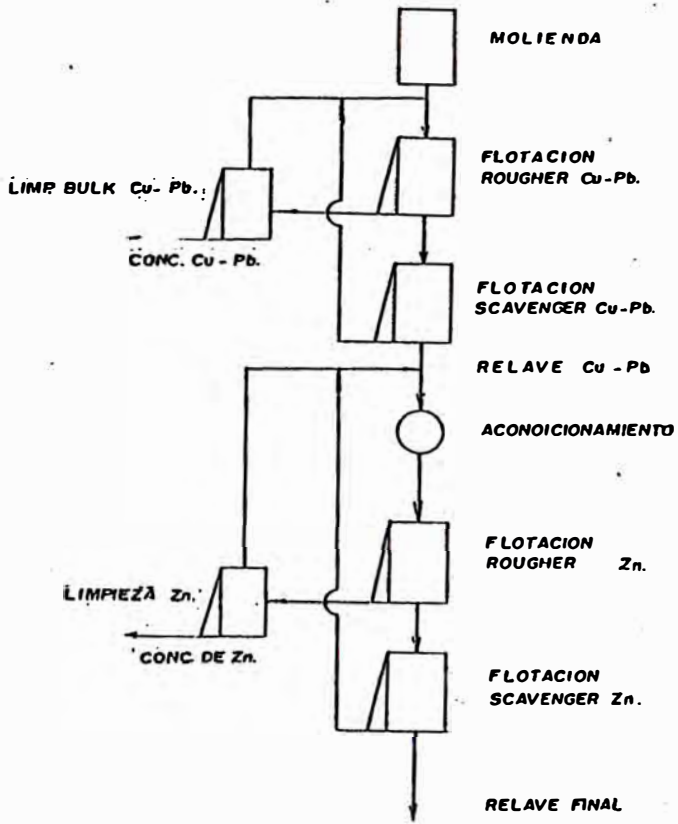 MOLIENDA
FLOTACION
ROUGHER Cu-Pb.
LIMP. BULK Cu-Pb.
CONC. Cu-Pb.
FLOTACION
SCAVENGER Cu-Pb.
RELAVE Cu-Pb
ACONOICIONAMIENTO
FLOTACION
ROUGHER Zn.
LIMPIEZA Zn.
CONC DE Zn.
FLOTACION
SCAVENGER Zn.
RELAVE FINAL